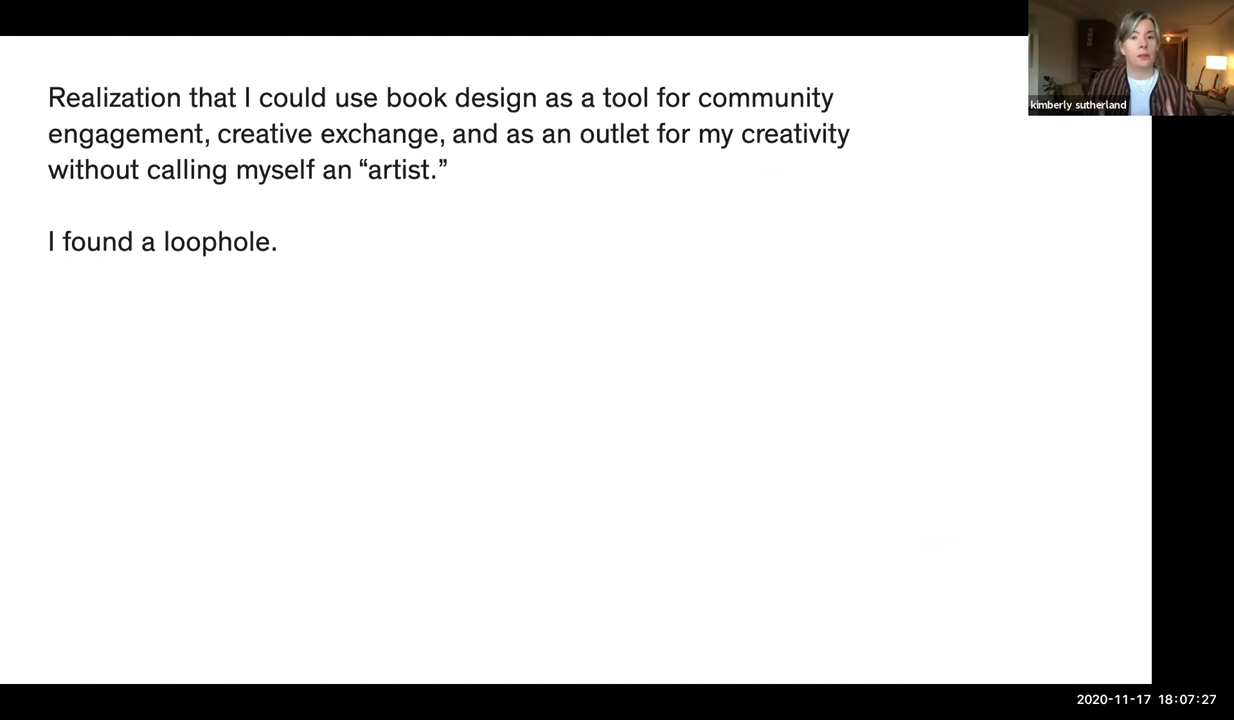 Realization that I could use book design as a tool for community
engagement, creative exchange, and as an outlet for my creativity
without calling myself an “artist.”
I found a loophole.
kimberly sutherland
2020-11-17 18:07:27